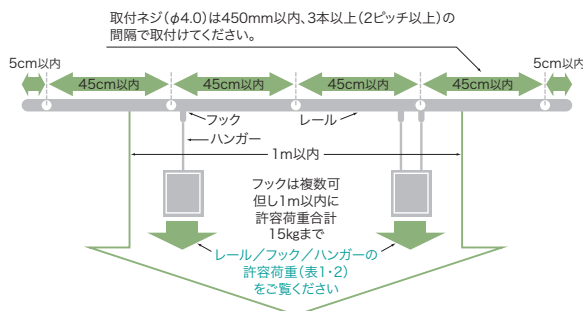 取付ネジ（φ4.0）は450mm以内、3本以上（2ピッチ以上）の
間隔で取付けてください。
5cm以内
45cm以内
45cm以内
45cm以内
45cm以内
5cm以内
フック
レール
ハンガー
1m以内
フックは複数可
但し1m以内に
許容荷重合計
15kgまで
レール／フック／ハンガーの
許容荷重（表1・2）
をご覧ください